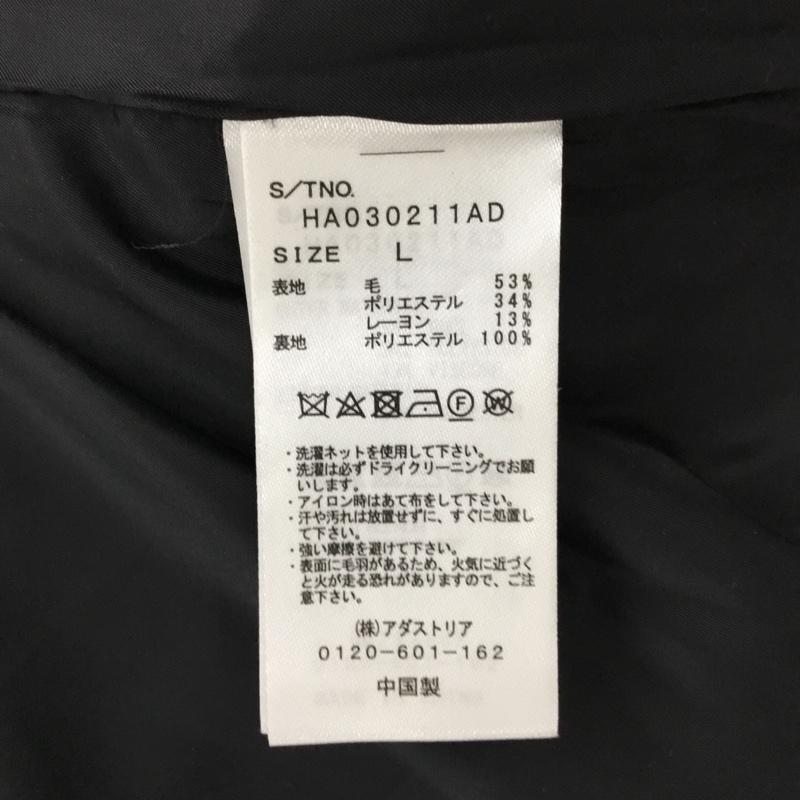 S/TNO.
HA030211AD
SIZE L
表地 毛 53%
ポリエステル 34%
レーヨン 13%
裏地 ポリエステル 100%
F W
・洗濯ネットを使用して下さい。
・洗濯は必ずドライクリーニングでお願
いします。
・アイロン時はあて布をして下さい。
・汗や汚れは放置せずに、すぐに処置し
て下さい。
・強い摩擦を避けて下さい。
・表面に毛羽があるため、火気に近づく
と火が走る恐れがありますので、ご注
意下さい。
(株)アダストリア
0120-601-162
中国製